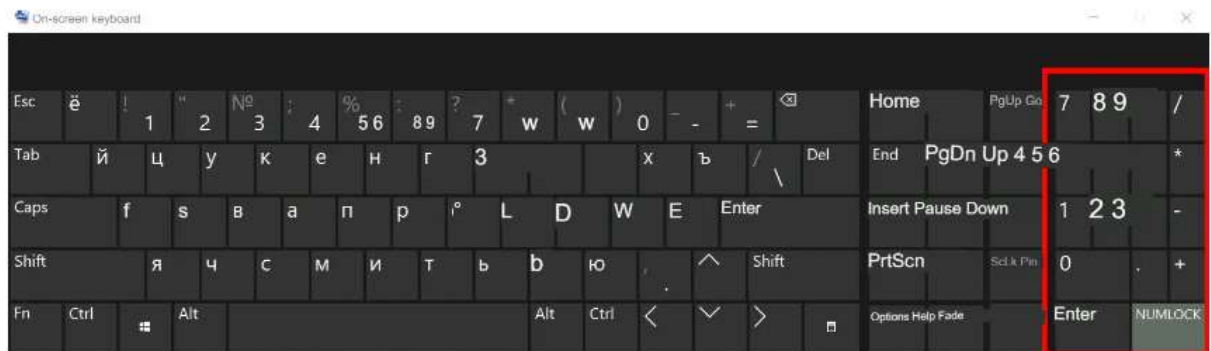 On-screen keyboard
Esc ё ! 1 " 2 № 3 ; 4 % 5 6 : 8 9 ? 7 * w ( w ) 0 _ - + = Home PgUp Go 7 8 9 /
Tab й ц у к е н г 3 х ъ / \ Del End PgDn Up 4 5 6 *
Caps f s в a п р L D W E Enter Insert Pause Down 1 2 3 -
Shift я ч с м и т ь b ю , . Shift PrtScn 0 . +
Fn Ctrl Alt Alt Ctrl Options Help Fade Enter NUMLOCK